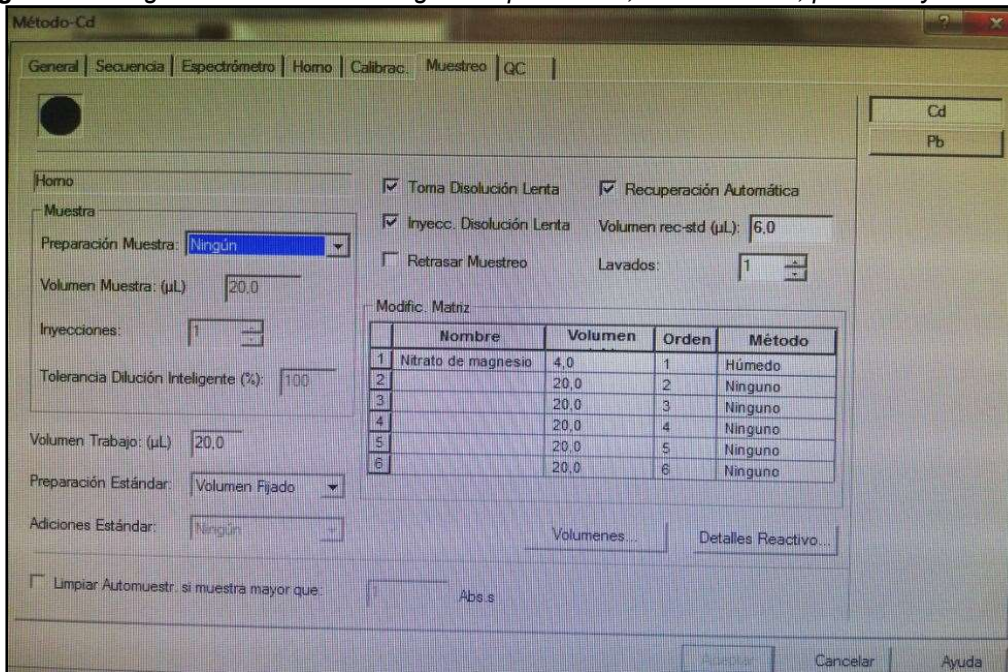 Método-Cd
General Secuencia Espectrómetro Horno Calibrac. Muestreo QC
Cd
Pb
Horno
Muestra
Preparación Muestra: Ningún
Volumen Muestra: (µL) 20,0
Inyecciones: 1
Tolerancia Dilución Inteligente (%): 100
Volumen Trabajo: (µL) 20,0
Preparación Estándar: Volumen Fijado
Adiciones Estándar: Ningún
Limpiar Automuestr. si muestra mayor que: 1 Abs.s
Toma Disolución Lenta
Inyecc. Disolución Lenta
Retrasar Muestreo
Recuperación Automática
Volumen rec-std (µL): 6,0
Lavados: 1
Modific. Matriz
Nombre Volumen Orden Método
1 Nitrato de magnesio 4,0 1 Húmedo
2 20,0 2 Ninguno
3 20,0 3 Ninguno
4 20,0 4 Ninguno
5 20,0 5 Ninguno
6 20,0 6 Ninguno
Volumenes... Detalles Reactivo...
Aceptar Cancelar Ayuda